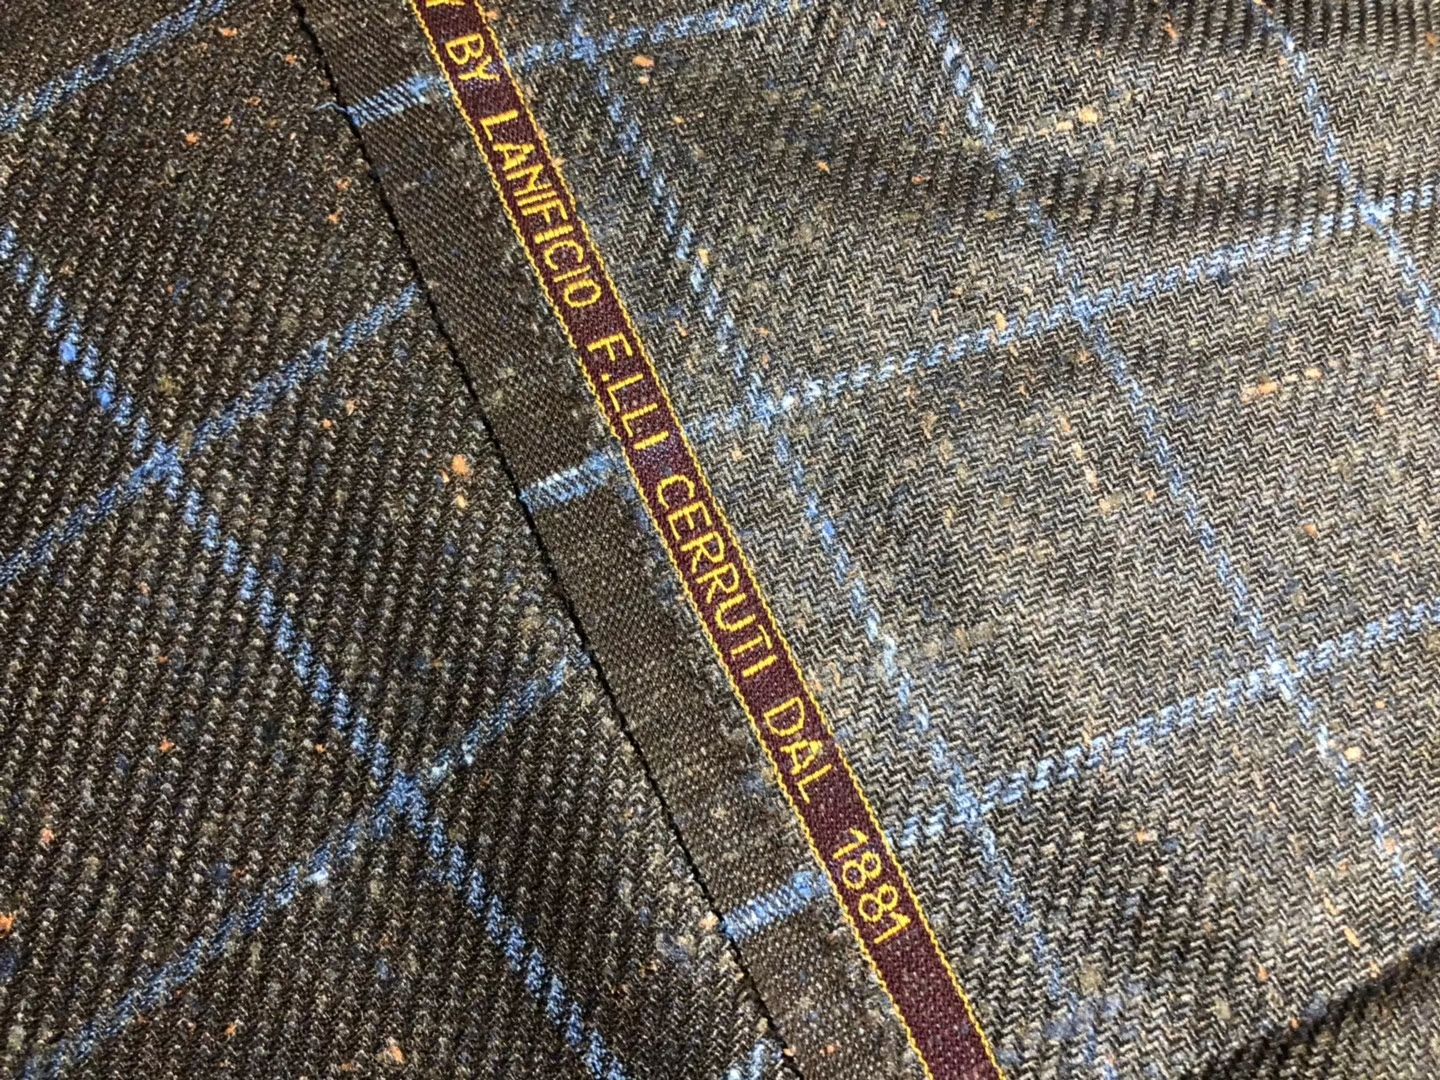 BY LANIFICIO F.LLI CERRUTI DAL 1881